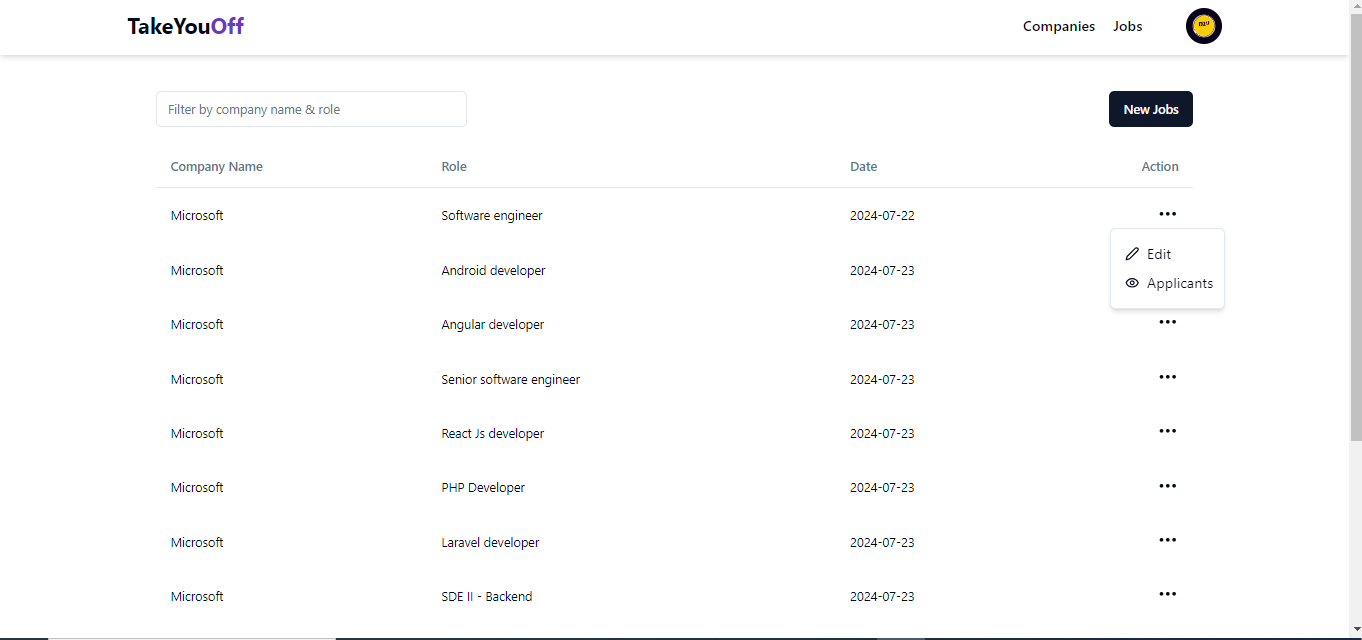 TakeYouOff
Companies Jobs
Filter by company name & role
New Jobs
Company Name Role Date Action
Microsoft Software engineer 2024-07-22
Edit
Microsoft Android developer 2024-07-23
Applicants
Microsoft Angular developer 2024-07-23
Microsoft Senior software engineer 2024-07-23
Microsoft React Js developer 2024-07-23
Microsoft PHP Developer 2024-07-23
Microsoft Laravel developer 2024-07-23
Microsoft SDE II - Backend 2024-07-23